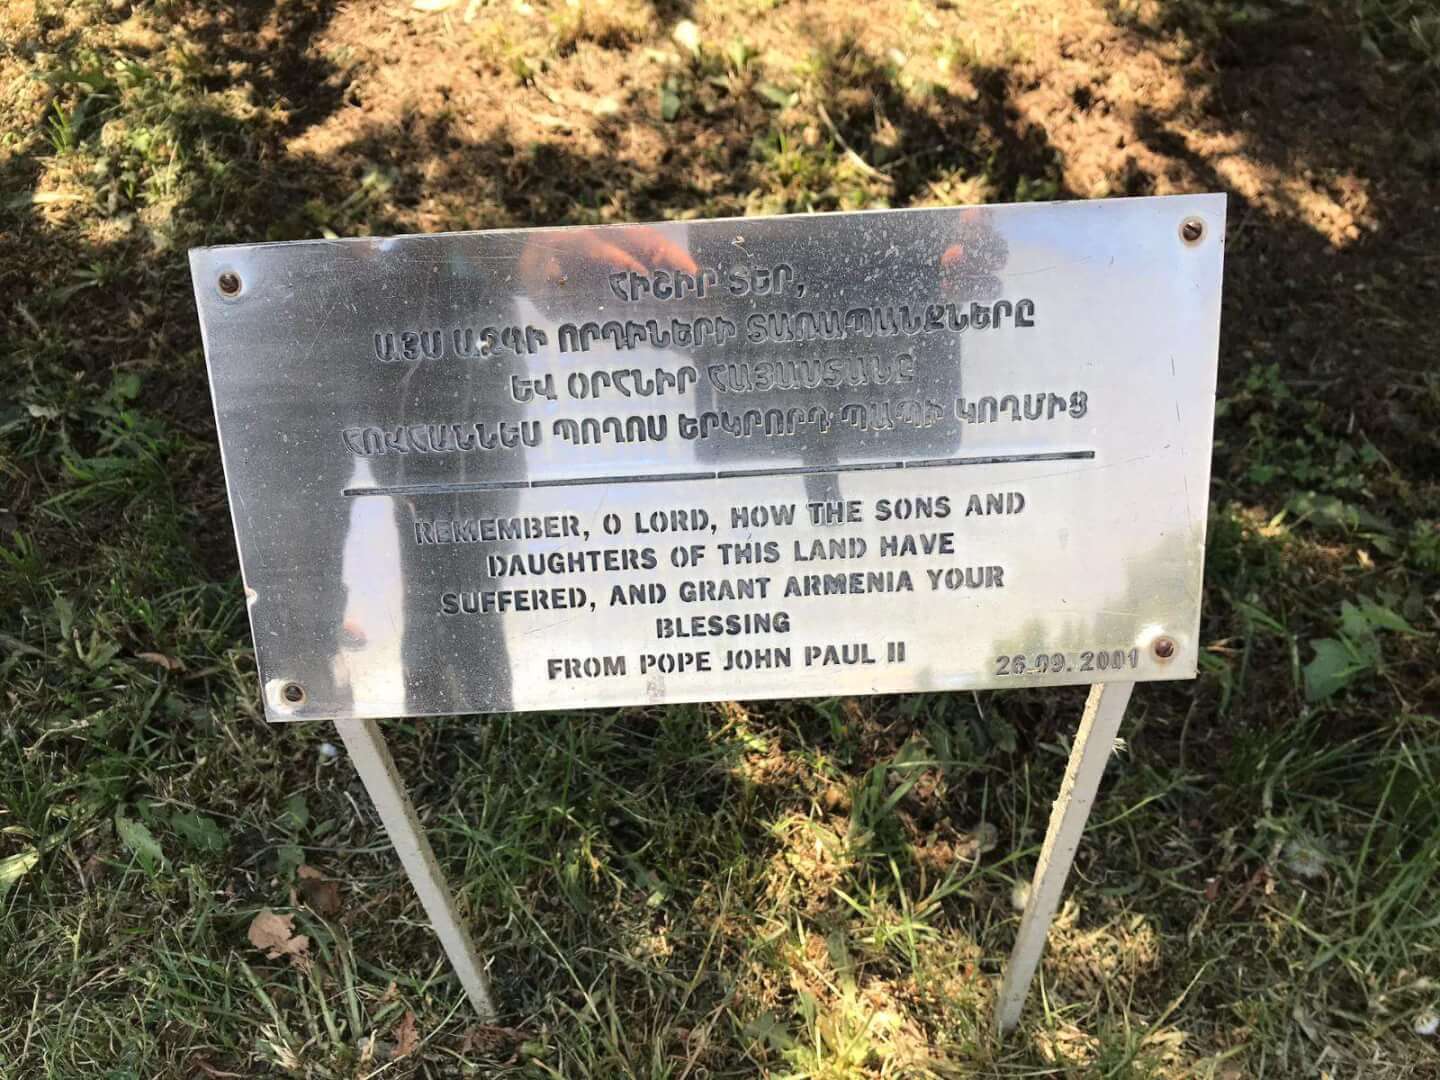 ՀԻՇԻՐ ՏԵՐ,
ԱՅՍ ԱԶԳԻ ՈՐԴԻՆԵՐԻ ՏԱՌԱՊԱՆՔՆԵՐԸ
ԵՎ ՕՐՀՆԻՐ ՀԱՅԱՍՏԱՆԸ
ՀՈՎՀԱՆՆԵՍ ՊՈՂՈՍ ԵՐԿՐՈՐԴ ՊԱՊԻ ԿՈՂՄԻՑ
REMEMBER, O LORD, HOW THE SONS AND
DAUGHTERS OF THIS LAND HAVE
SUFFERED, AND GRANT ARMENIA YOUR
BLESSING
FROM POPE JOHN PAUL II
26.09.2001